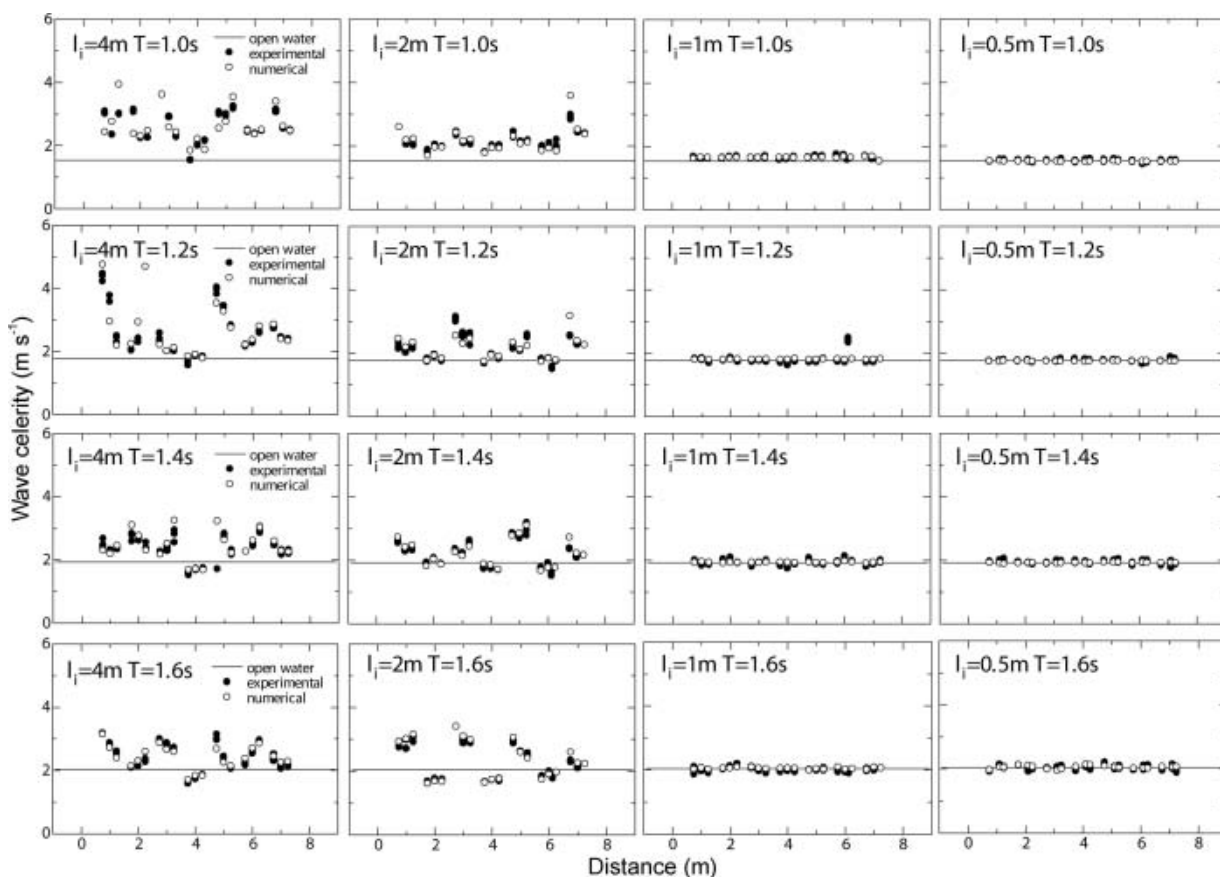 l_i=4m T=1.0s
open water
experimental
numerical
l_i=2m T=1.0s
l_i=1m T=1.0s
l_i=0.5m T=1.0s
6
4
2
0
l_i=4m T=1.2s
open water
experimental
numerical
l_i=2m T=1.2s
l_i=1m T=1.2s
l_i=0.5m T=1.2s
6
4
2
0
Wave celerity (m s⁻¹)
l_i=4m T=1.4s
open water
experimental
numerical
l_i=2m T=1.4s
l_i=1m T=1.4s
l_i=0.5m T=1.4s
6
4
2
0
l_i=4m T=1.6s
open water
experimental
numerical
l_i=2m T=1.6s
l_i=1m T=1.6s
l_i=0.5m T=1.6s
6
4
2
0
0 2 4 6 8 0 2 4 6 8 0 2 4 6 8 0 2 4 6 8
Distance (m)